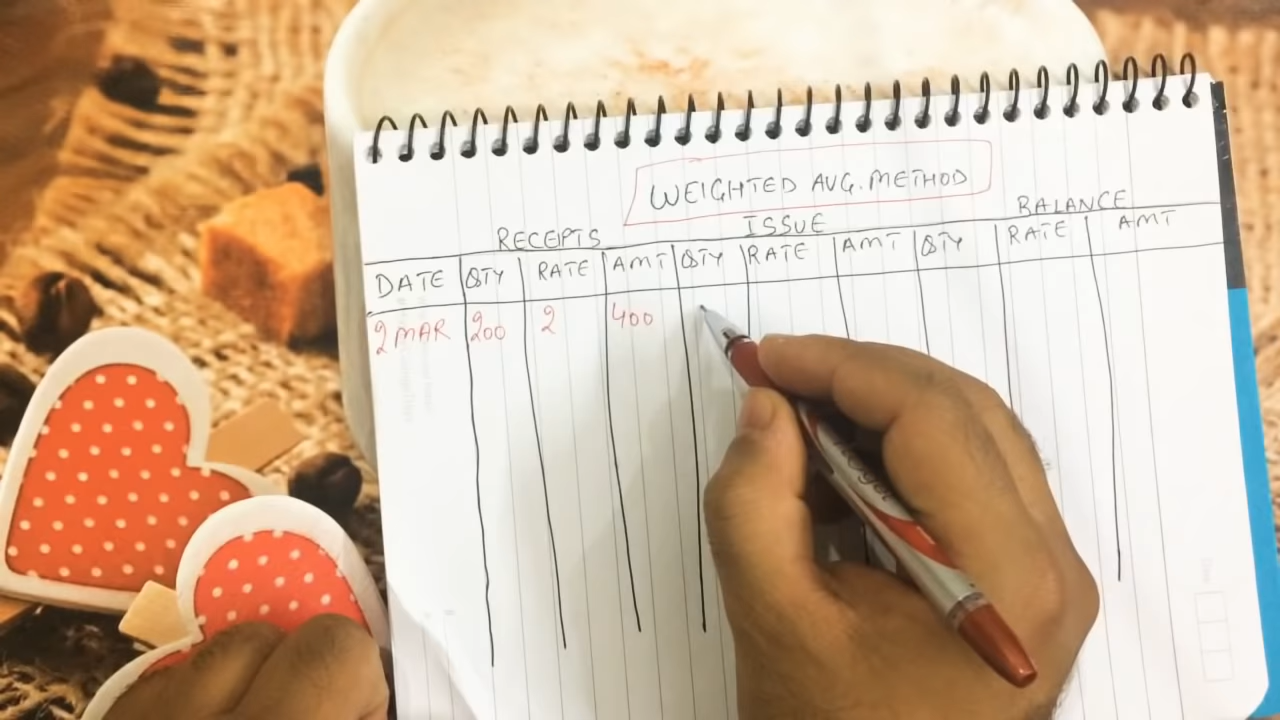 WEIGHTED AVG. METHOD
RECEPTS ISSUE BALANCE
DATE QTY RATE AMT QTY RATE AMT QTY RATE AMT
2 MAR 200 2 400